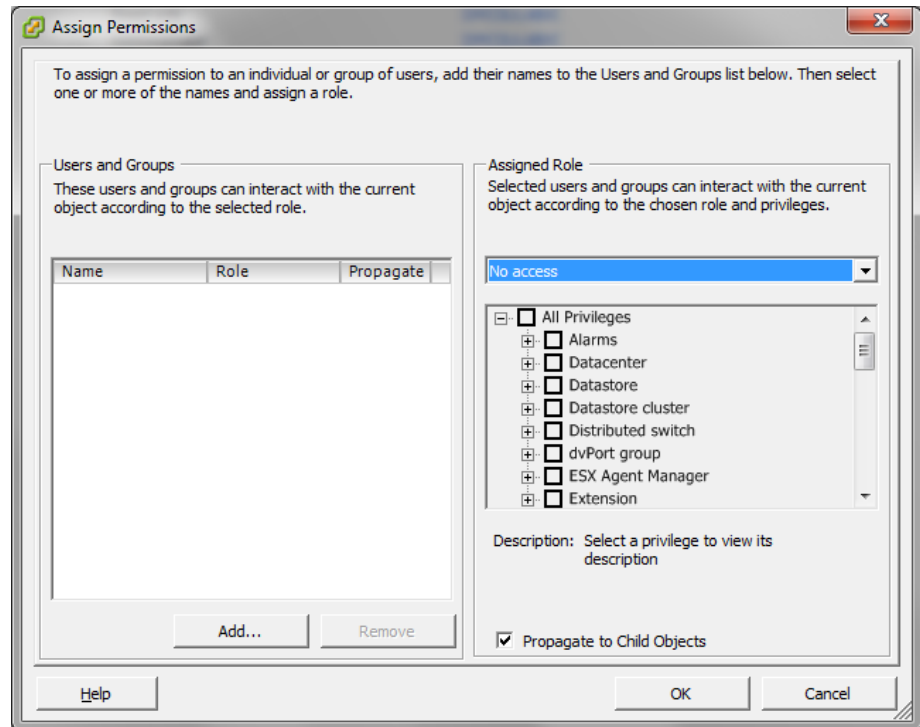 Assign Permissions
To assign a permission to an individual or group of users, add their names to the Users and Groups list below. Then select
one or more of the names and assign a role.
Users and Groups
These users and groups can interact with the current
object according to the selected role.
Name Role Propagate
Add... Remove
Assigned Role
Selected users and groups can interact with the current
object according to the chosen role and privileges.
No access
All Privileges
Alarms
Datacenter
Datastore
Datastore cluster
Distributed switch
dvPort group
ESX Agent Manager
Extension
Description: Select a privilege to view its
description
Propagate to Child Objects
Help OK Cancel